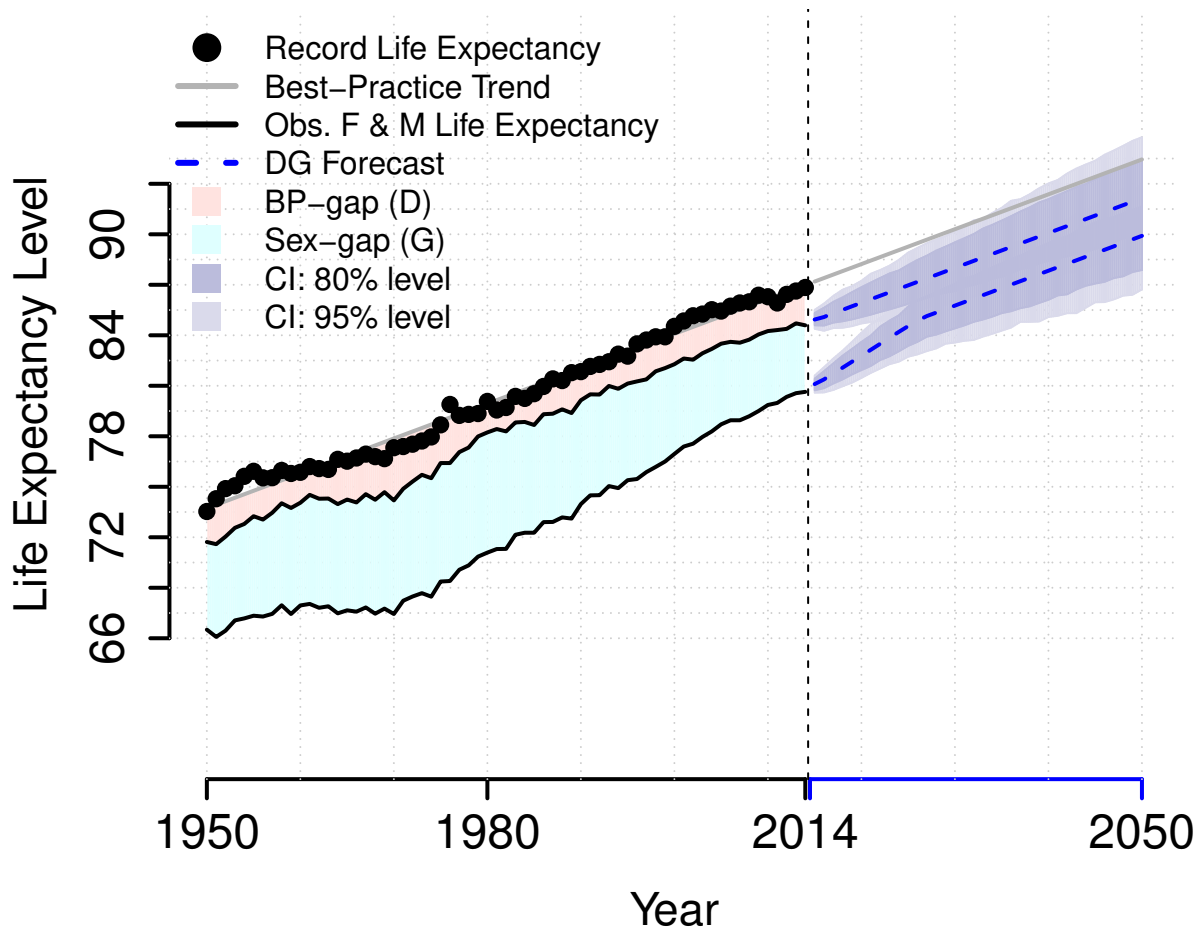 Record Life Expectancy
Best−Practice Trend
Obs. F & M Life Expectancy
DG Forecast
BP−gap (D)
Sex−gap (G)
CI: 80% level
CI: 95% level
Life Expectancy Level
90
84
78
72
66
1950 1980 2014 2050
Year